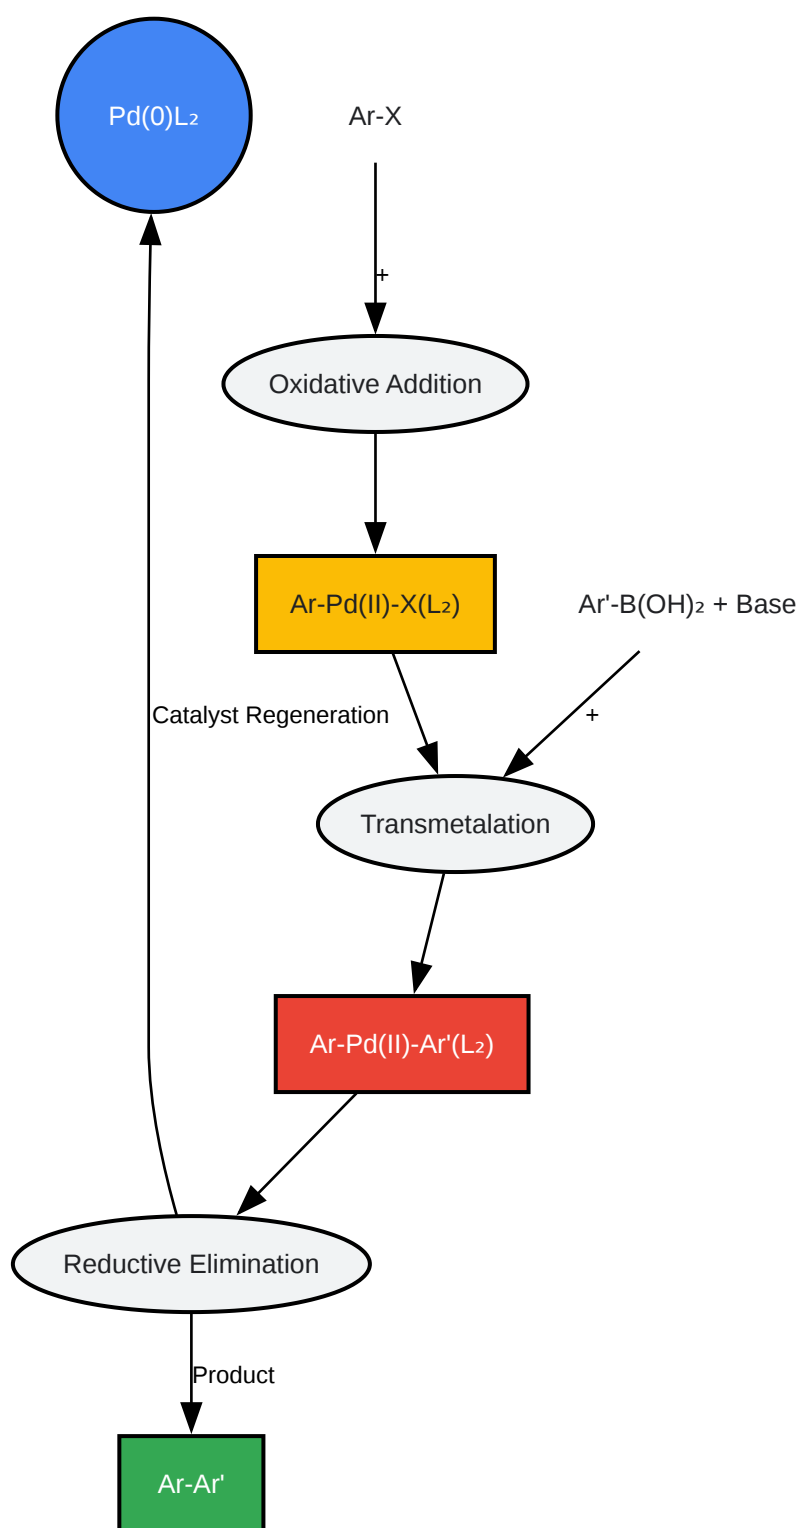 Pd(0)L₂
Ar-X
+
Oxidative Addition
Ar-Pd(II)-X(L₂)
Ar'-B(OH)₂ + Base
Catalyst Regeneration
+
Transmetalation
Ar-Pd(II)-Ar'(L₂)
Reductive Elimination
Product
Ar-Ar'